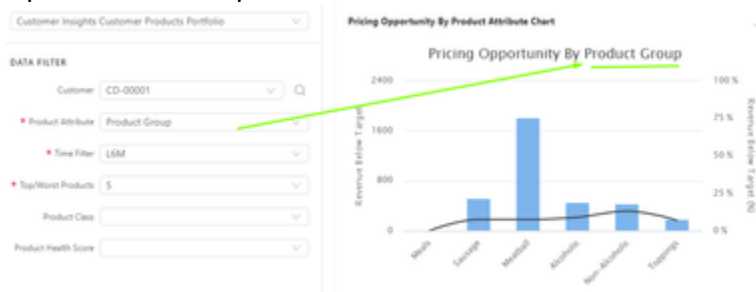 Customer Insights Customer Products Portfolio
DATA FILTER
Customer CD-00001
* Product Attribute Product Group
* Time Filter L6M
* Top/Worst Products 5
Product Class
Product Health Score
Pricing Opportunity By Product Attribute Chart
Pricing Opportunity By Product Group
2400
1600
800
0
Revenue Below Target
100 %
75 %
50 %
25 %
0 %
Revenue Below Target (%)
Meals
Sausage
Meatball
Alcoholic
Non-Alcoholic
Toppings